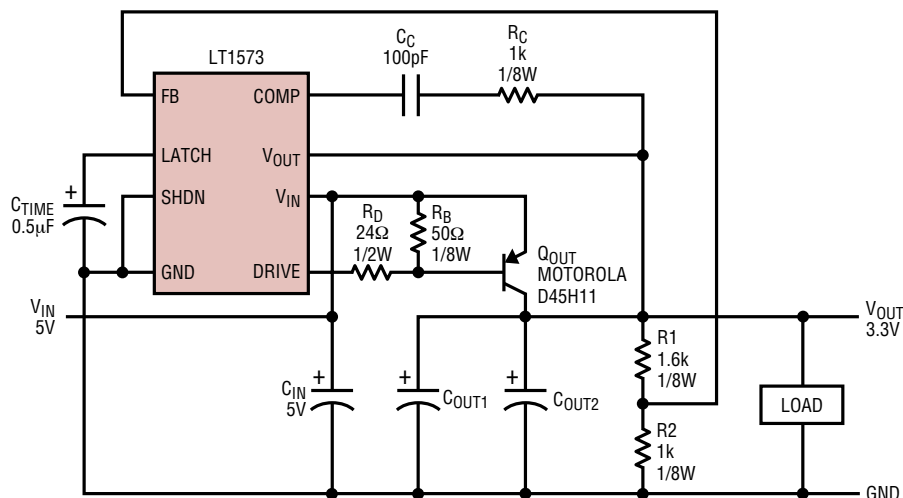 LT1573
FB
COMP
LATCH
VOUT
SHDN
VIN
GND
DRIVE
CC
100pF
RC
1k
1/8W
CTIME
0.5µF
+
RD
24Ω
1/2W
RB
50Ω
1/8W
QOUT
MOTOROLA
D45H11
VIN
5V
VOUT
3.3V
CIN
5V
+
COUT1
+
COUT2
+
R1
1.6k
1/8W
R2
1k
1/8W
LOAD
GND